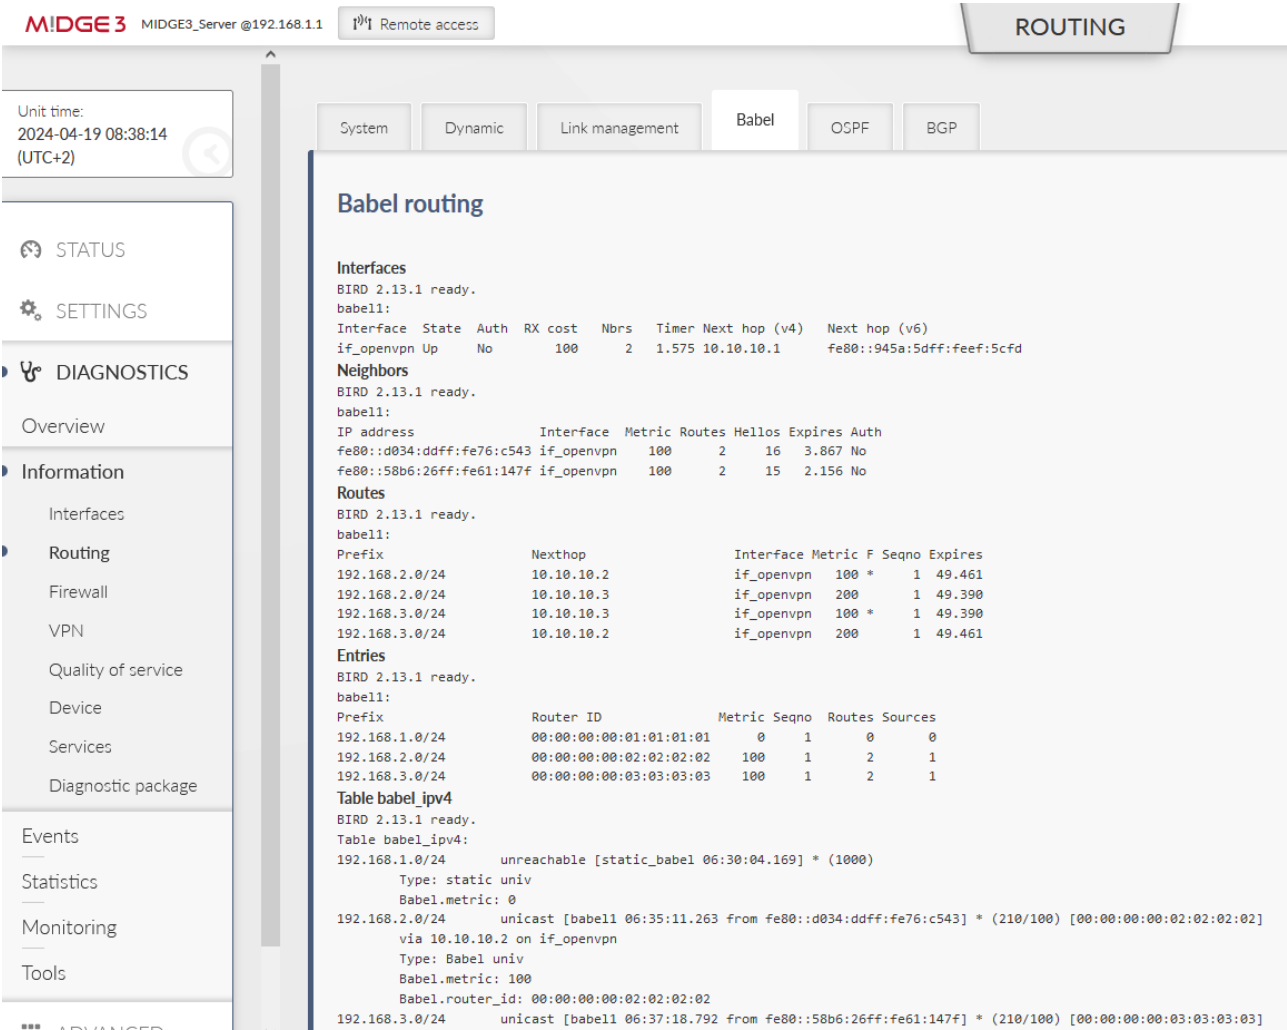 M!DGE3 MIDGE3_Server @192.168.1.1 Remote access ROUTING
Unit time:
2024-04-19 08:38:14
(UTC+2)
STATUS
SETTINGS
DIAGNOSTICS
Overview
Information
Interfaces
Routing
Firewall
VPN
Quality of service
Device
Services
Diagnostic package
Events
Statistics
Monitoring
Tools
ADVANCED
System Dynamic Link management Babel OSPF BGP
Babel routing
Interfaces
BIRD 2.13.1 ready.
babel1:
Interface State Auth RX cost Nbrs Timer Next hop (v4) Next hop (v6)
if_openvpn Up No 100 2 1.575 10.10.10.1 fe80::945a:5dff:feef:5cfd
Neighbors
BIRD 2.13.1 ready.
babel1:
IP address Interface Metric Routes Hellos Expires Auth
fe80::d034:ddff:fe76:c543 if_openvpn 100 2 16 3.867 No
fe80::58b6:26ff:fe61:147f if_openvpn 100 2 15 2.156 No
Routes
BIRD 2.13.1 ready.
babel1:
Prefix Nexthop Interface Metric F Seqno Expires
192.168.2.0/24 10.10.10.2 if_openvpn 100 * 1 49.461
192.168.2.0/24 10.10.10.3 if_openvpn 200 1 49.390
192.168.3.0/24 10.10.10.3 if_openvpn 100 * 1 49.390
192.168.3.0/24 10.10.10.2 if_openvpn 200 1 49.461
Entries
BIRD 2.13.1 ready.
babel1:
Prefix Router ID Metric Seqno Routes Sources
192.168.1.0/24 00:00:00:00:01:01:01:01 0 1 0 0
192.168.2.0/24 00:00:00:00:02:02:02:02 100 1 2 1
192.168.3.0/24 00:00:00:00:03:03:03:03 100 1 2 1
Table babel_ipv4
BIRD 2.13.1 ready.
Table babel_ipv4:
192.168.1.0/24 unreachable [static_babel 06:30:04.169] * (1000)
Type: static univ
Babel.metric: 0
192.168.2.0/24 unicast [babel1 06:35:11.263 from fe80::d034:ddff:fe76:c543] * (210/100) [00:00:00:00:02:02:02:02]
via 10.10.10.2 on if_openvpn
Type: Babel univ
Babel.metric: 100
Babel.router_id: 00:00:00:00:02:02:02:02
192.168.3.0/24 unicast [babel1 06:37:18.792 from fe80::58b6:26ff:fe61:147f] * (210/100) [00:00:00:00:03:03:03:03]